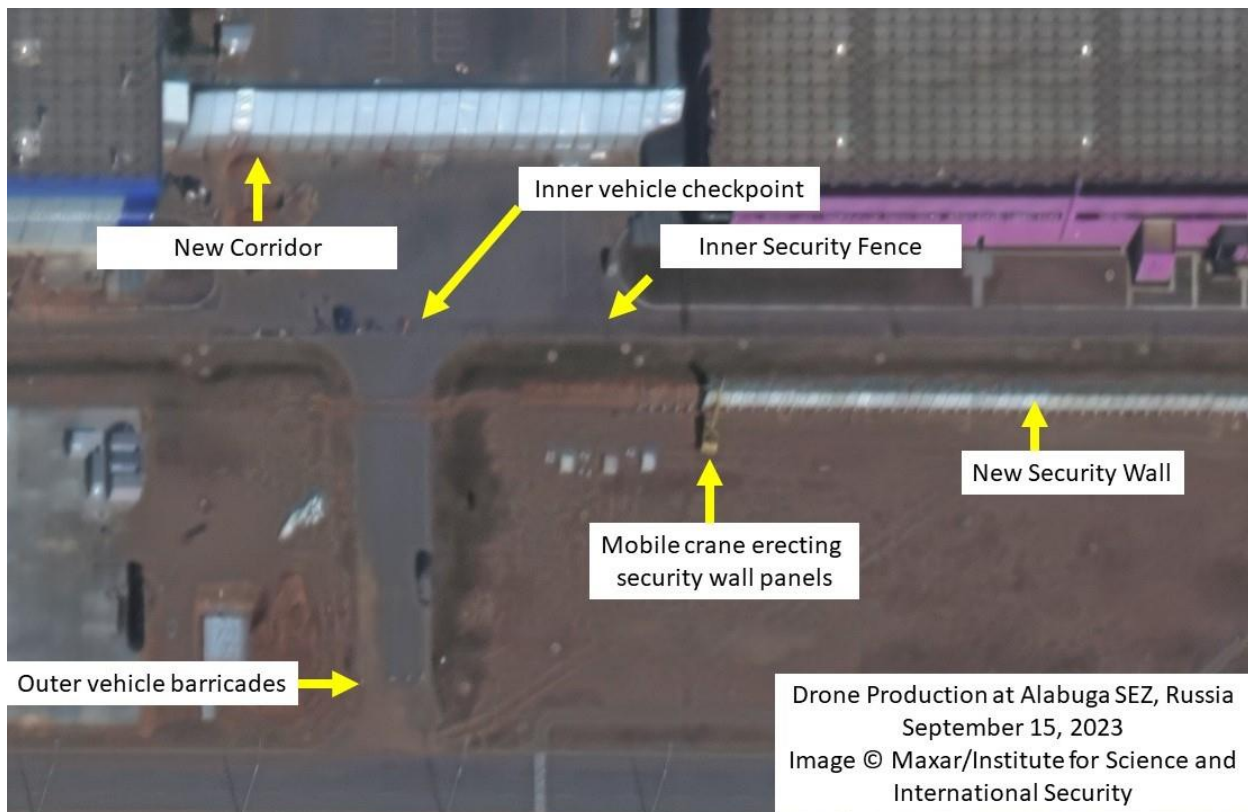 Inner vehicle checkpoint
New Corridor
Inner Security Fence
New Security Wall
Mobile crane erecting
security wall panels
Outer vehicle barricades
Drone Production at Alabuga SEZ, Russia
September 15, 2023
Image © Maxar/Institute for Science and
International Security